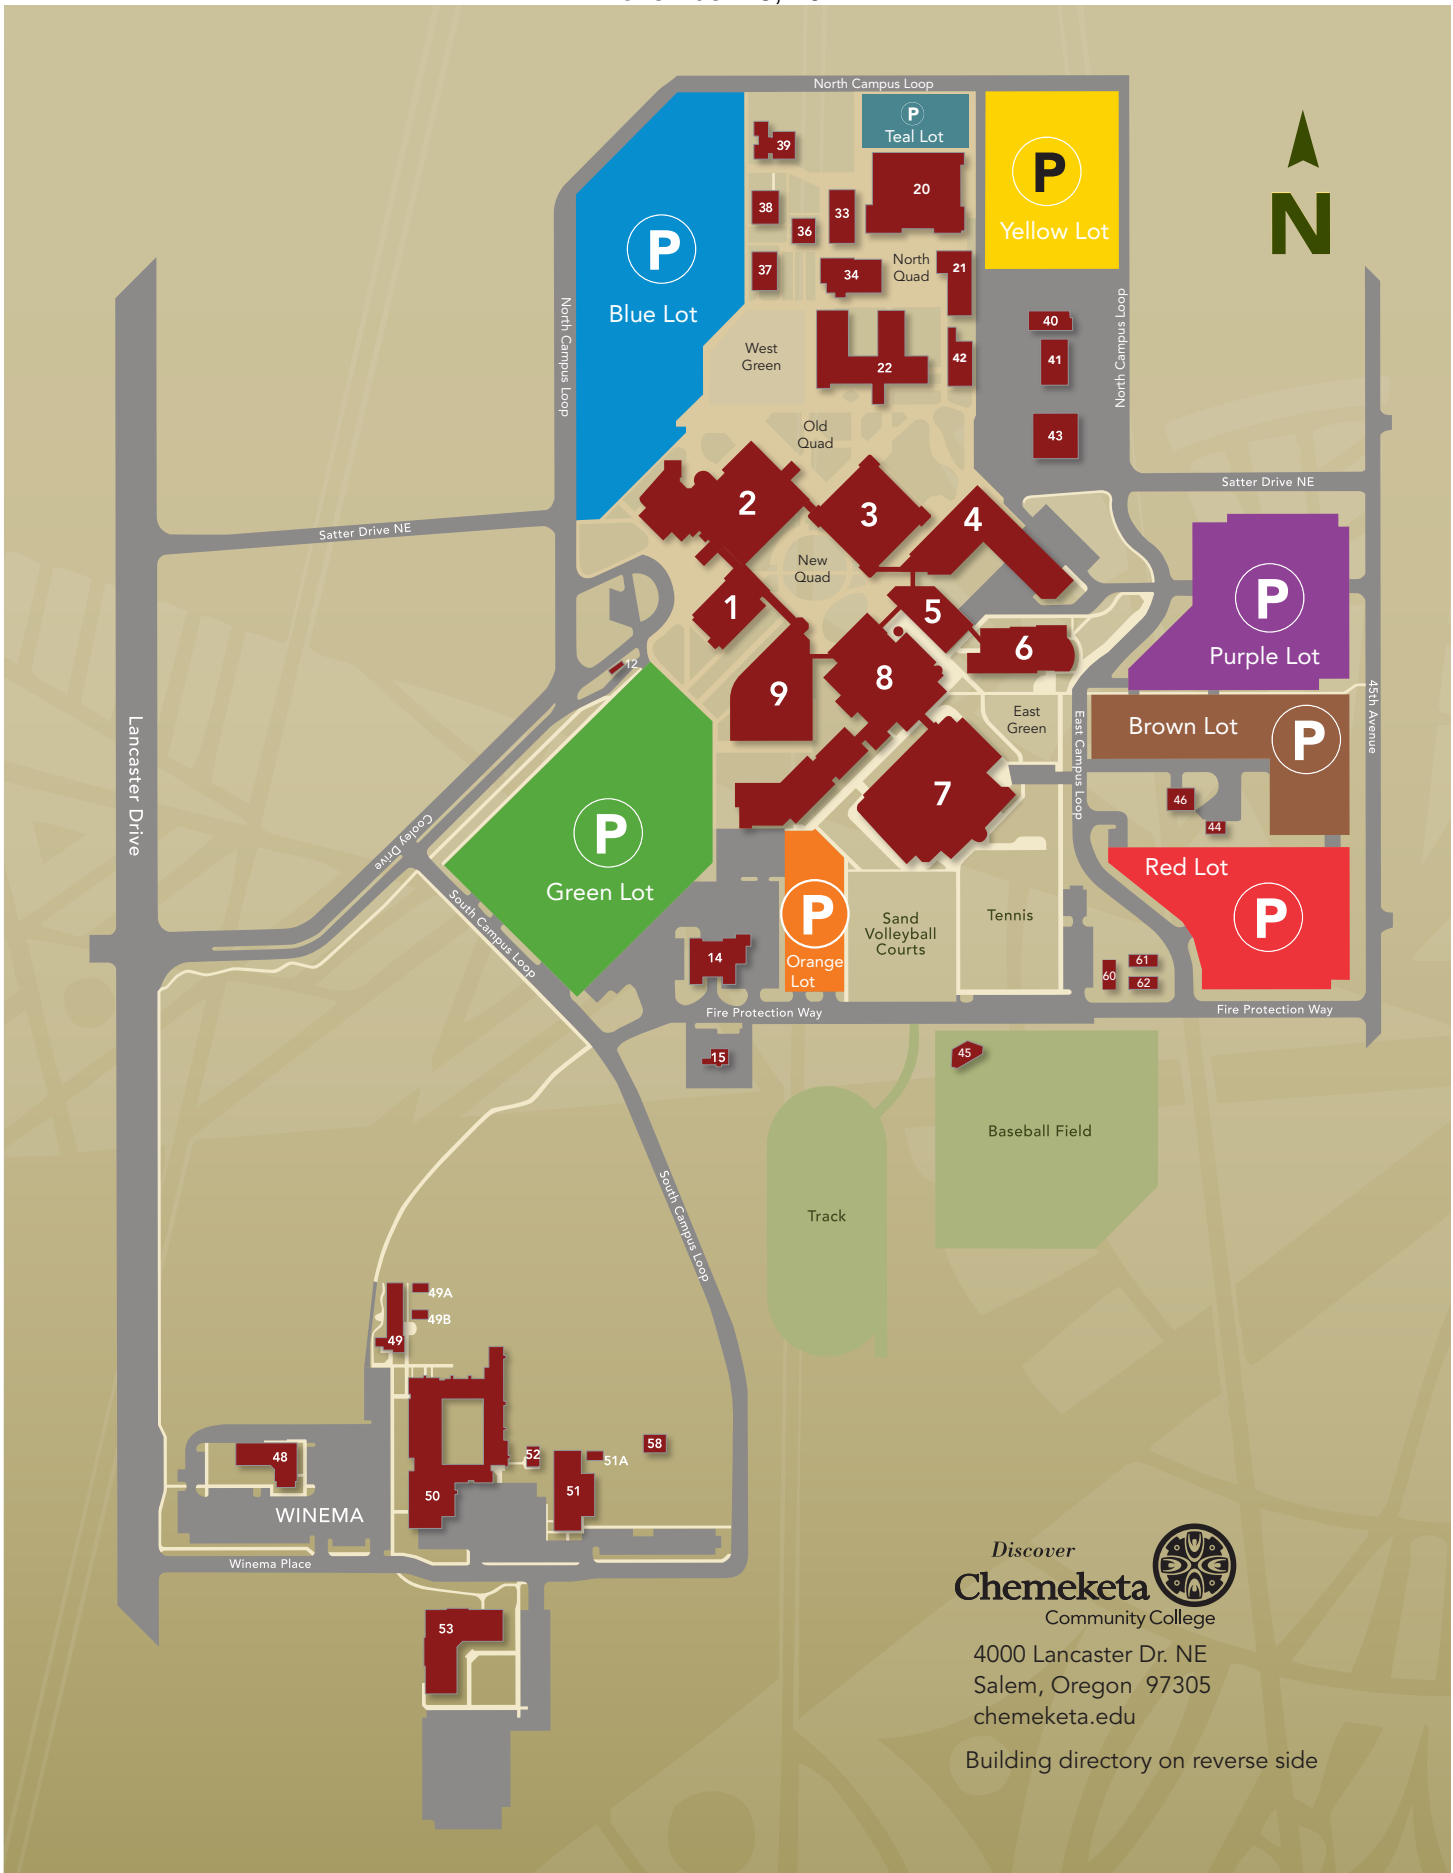 North Campus Loop
P
Teal Lot
P
Yellow Lot
N
39
20
38
33
36
P
Blue Lot
North Campus Loop
North
Quad
21
37
34
West
Green
22
42
40
41
43
North Campus Loop
Old
Quad
Satter Drive NE
Satter Drive NE
2
3
4
New
Quad
1
5
6
P
Purple Lot
12
9
8
East
Green
East Campus Loop
Brown Lot
P
45th Avenue
Lancaster Drive
7
46
44
P
Green Lot
Cooley Drive
South Campus Loop
Red Lot
P
P
Orange
Lot
Sand
Volleyball
Courts
Tennis
14
60
61
62
Fire Protection Way
Fire Protection Way
15
45
Baseball Field
Track
South Campus Loop
49A
49B
49
48
WINEMA
50
52
51A
51
58
Winema Place
53
Discover
Chemeketa
Community College
4000 Lancaster Dr. NE
Salem, Oregon 97305
chemeketa.edu
Building directory on reverse side